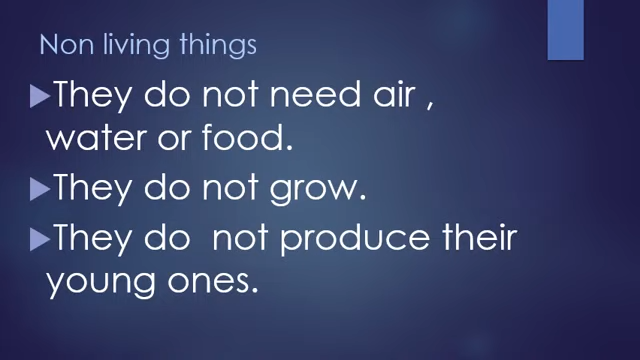 Non living things
They do not need air ,
water or food.
They do not grow.
They do  not produce their
young ones.